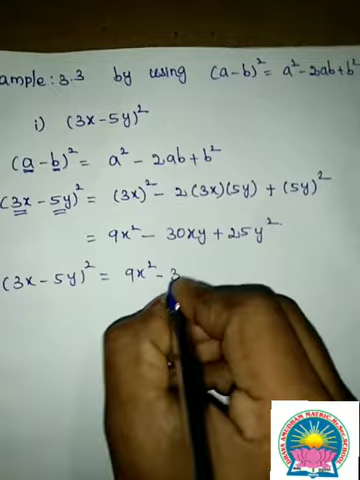 ample: 3.3 by using (a-b)² = a² - 2ab + b²
i) (3x - 5y)²
(a - b)² = a² - 2ab + b²
(3x - 5y)² = (3x)² - 2(3x)(5y) + (5y)²
= 9x² - 30xy + 25y²
(3x - 5y)² = 9x² - 3